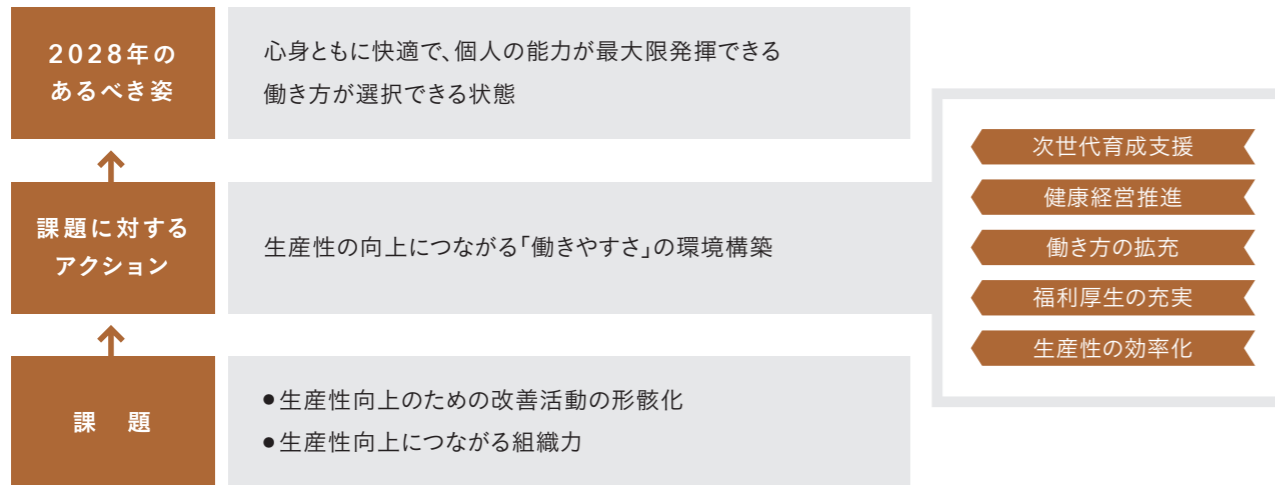 2028年の
あるべき姿
心身ともに快適で、個人の能力が最大限発揮できる
働き方が選択できる状態
課題に対する
アクション
生産性の向上につながる「働きやすさ」の環境構築
次世代育成支援
健康経営推進
働き方の拡充
福利厚生の充実
生産性の効率化
課 題
●生産性向上のための改善活動の形骸化
●生産性向上につながる組織力